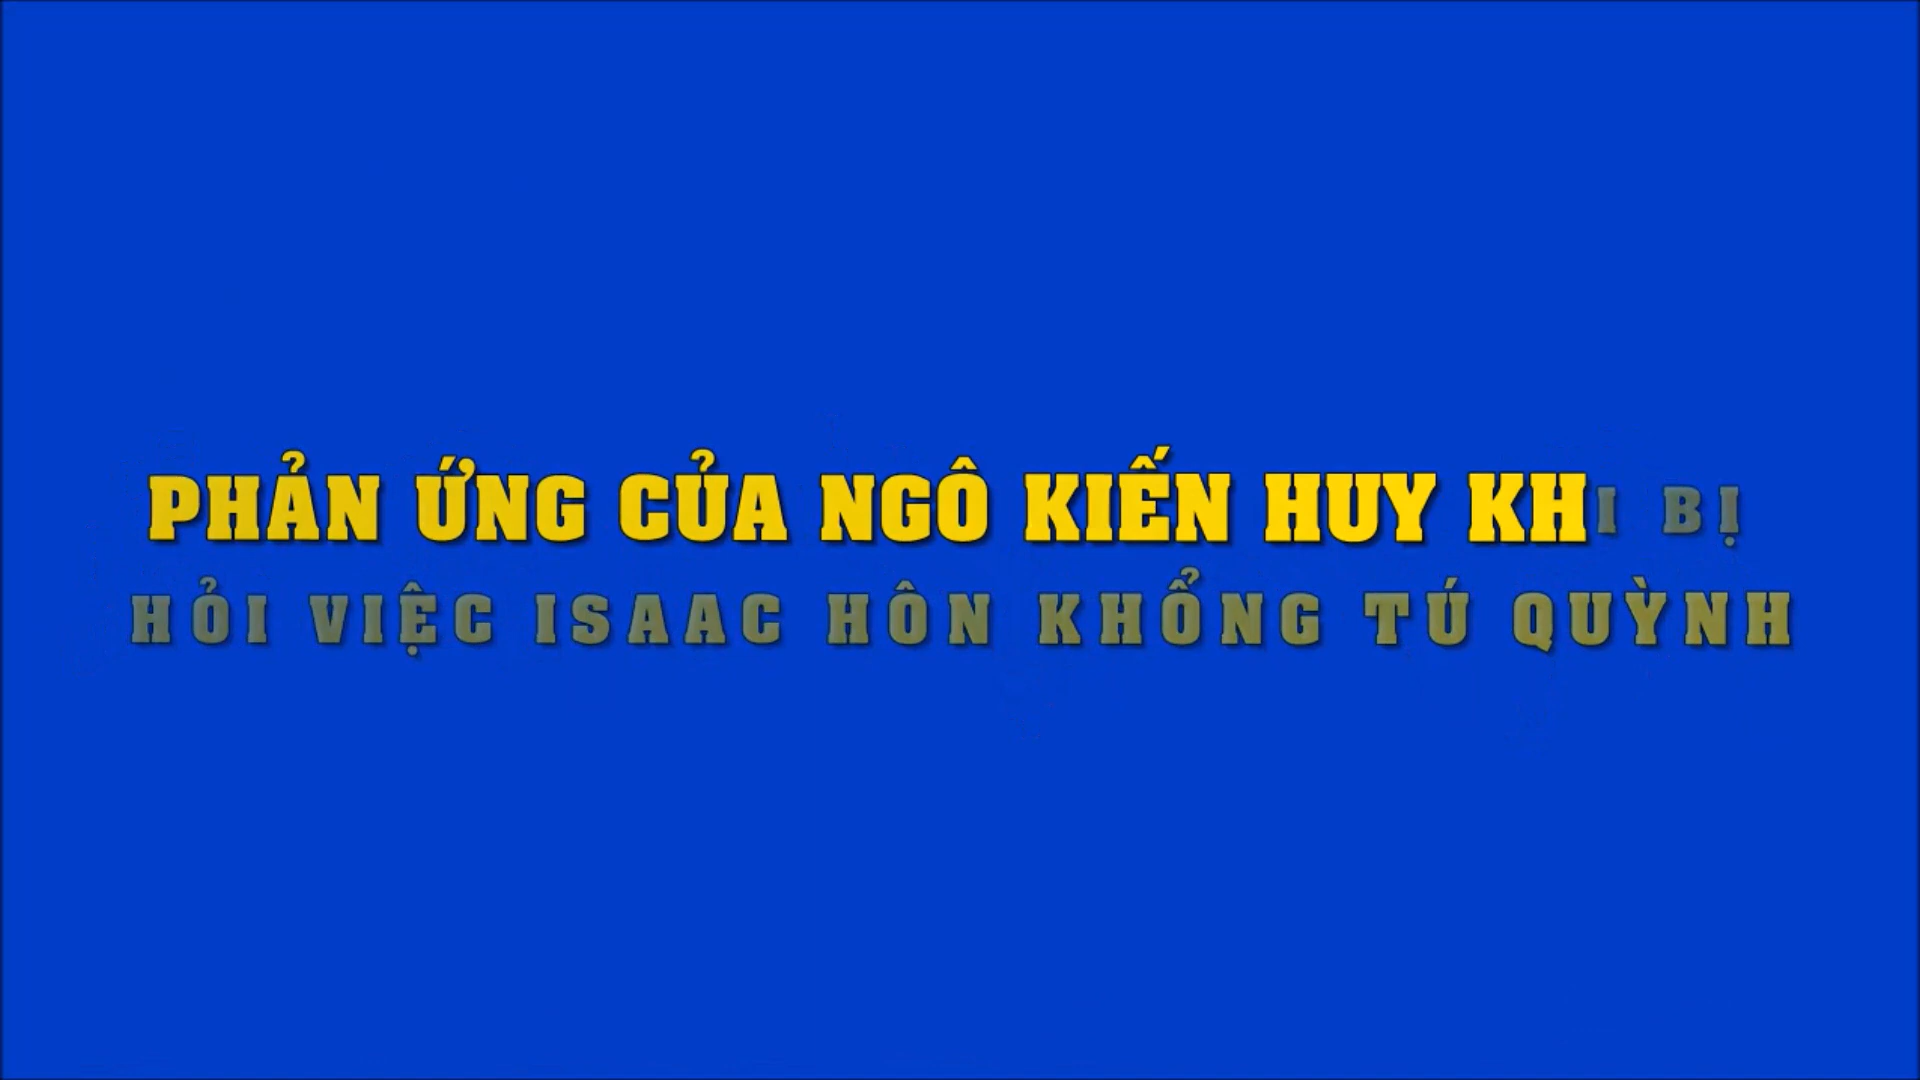 PHẢN ỨNG CỦA NGÔ KIẾN HUY KHI BỊ
HỎI VIỆC ISAAC HÔN KHỔNG TÚ QUỲNH